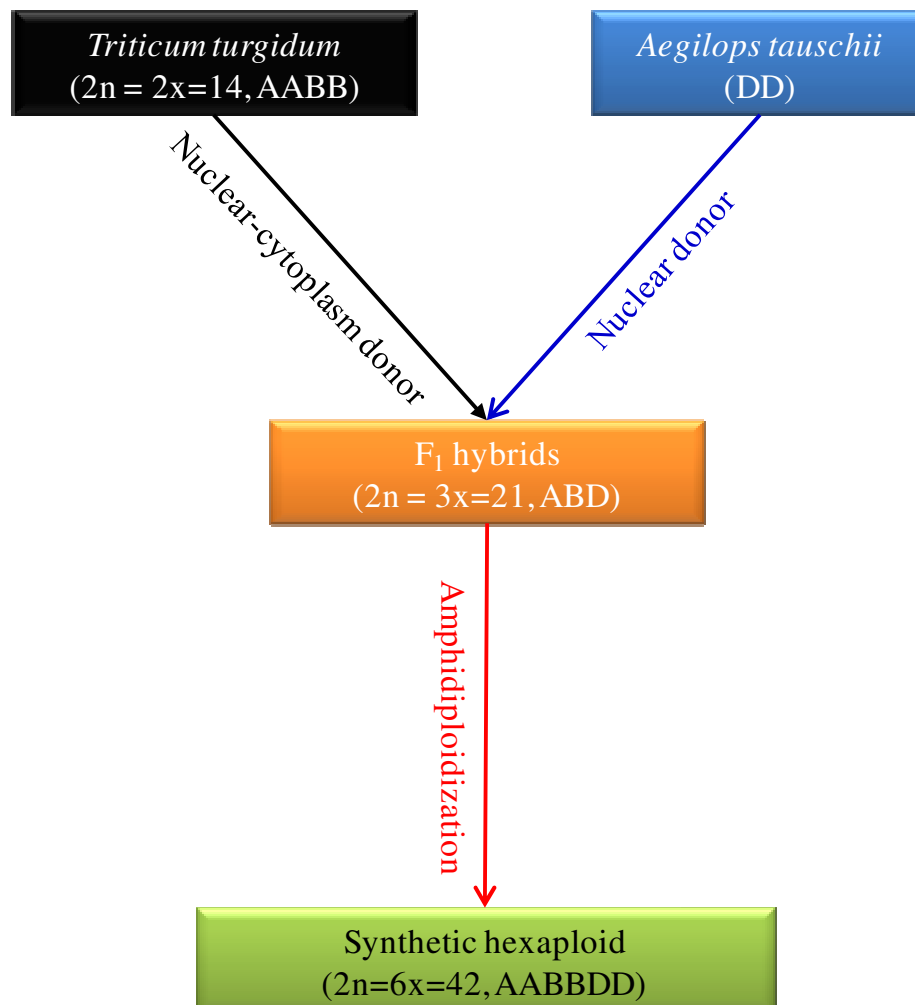 Triticum turgidum
(2n = 2x=14, AABB)
Aegilops tauschii
(DD)
Nuclear-cytoplasm donor
Nuclear donor
F₁ hybrids
(2n = 3x=21, ABD)
Amphidiploidization
Synthetic hexaploid
(2n=6x=42, AABBDD)